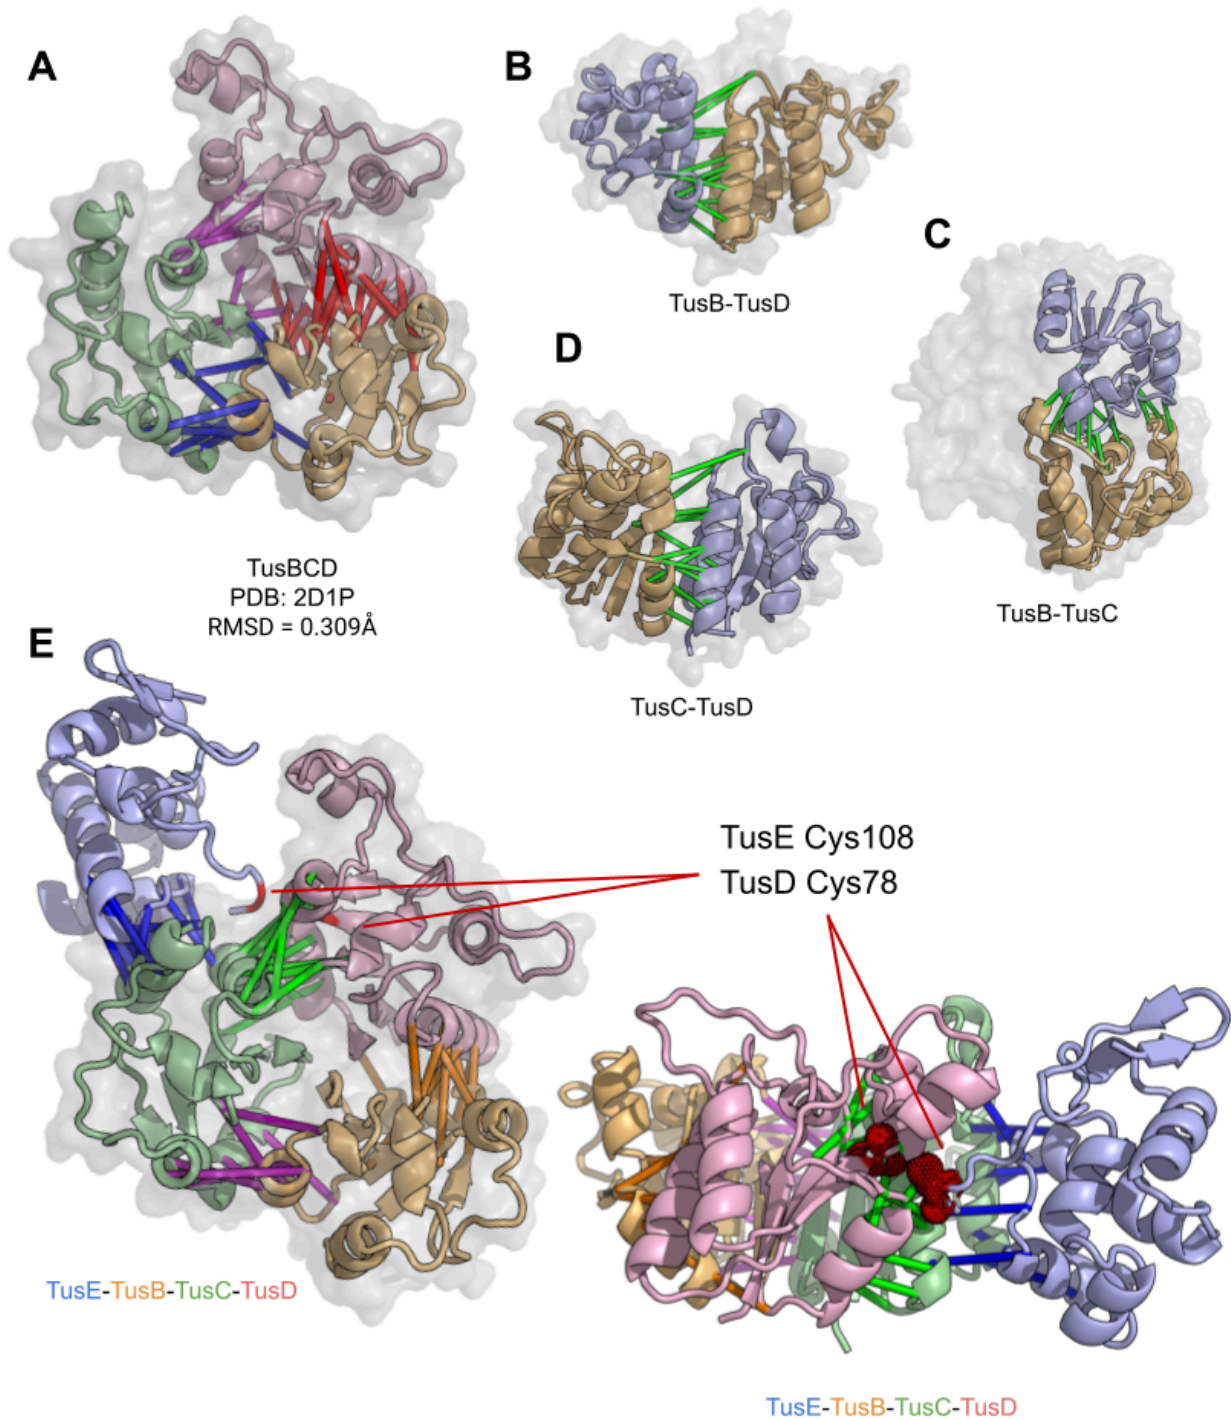 A
B
TusB-TusD
C
D
TusB-TusC
TusBCD
PDB: 2D1P
RMSD = 0.309Å
TusC-TusD
E
TusE Cys108
TusD Cys78
TusE-TusB-TusC-TusD
TusE-TusB-TusC-TusD